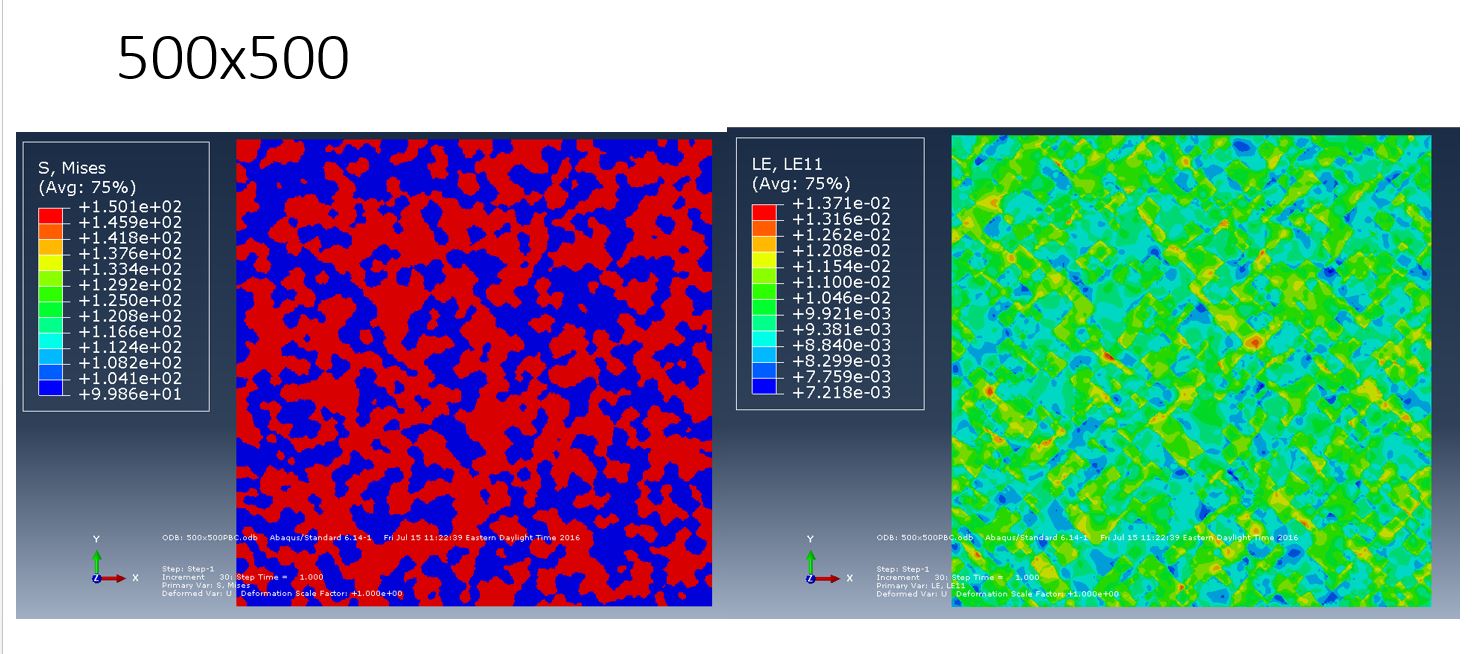 500x500
S, Mises
(Avg: 75%)
+1.501e+02
+1.459e+02
+1.418e+02
+1.376e+02
+1.334e+02
+1.292e+02
+1.250e+02
+1.208e+02
+1.166e+02
+1.124e+02
+1.082e+02
+1.041e+02
+9.986e+01
Y
Z
X
ODB: 500x500PBC.odb Abaqus/Standard 6.14-1 Fri Jul 15 11:22:39 Eastern Daylight Time 2016
Step: Step-1
Increment 30: Step Time = 1.000
Primary Var: S, Mises
Deformed Var: U Deformation Scale Factor: +1.000e+00
LE, LE11
(Avg: 75%)
+1.371e-02
+1.316e-02
+1.262e-02
+1.208e-02
+1.154e-02
+1.100e-02
+1.046e-02
+9.921e-03
+9.381e-03
+8.840e-03
+8.299e-03
+7.759e-03
+7.218e-03
Y
Z
X
ODB: 500x500PBC.odb Abaqus/Standard 6.14-1 Fri Jul 15 11:22:39 Eastern Daylight Time 2016
Step: Step-1
Increment 30: Step Time = 1.000
Primary Var: LE, LE11
Deformed Var: U Deformation Scale Factor: +1.000e+00